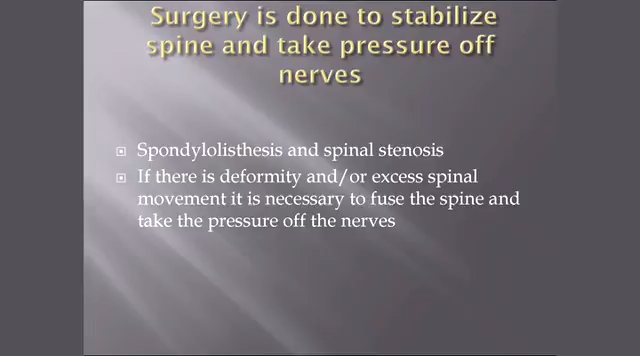 Surgery is done to stabilize
spine and take pressure off
nerves
Spondylolisthesis and spinal stenosis
If there is deformity and/or excess spinal
movement it is necessary to fuse the spine and
take the pressure off the nerves